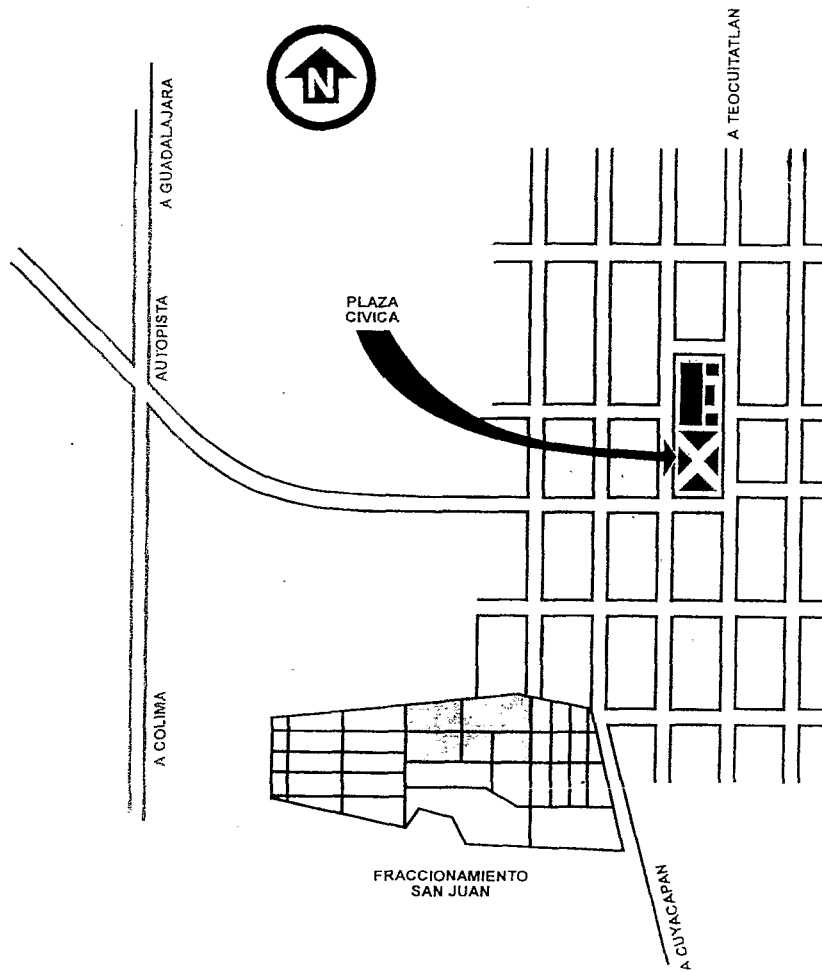 N
A TEOCUITATLAN
A GUADALAJARA
AUTOPISTA
PLAZA
CIVICA
A COLIMA
FRACCIONAMIENTO
SAN JUAN
A CUYACAPAN